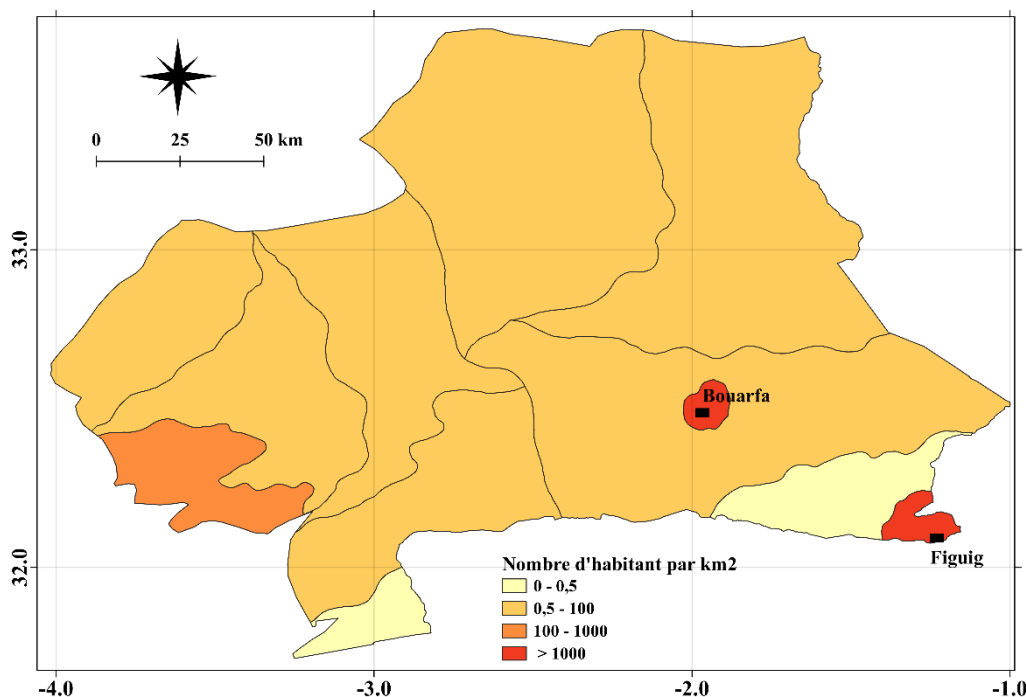 0 25 50 km
33.0
Bouarfa
32.0
Figuig
Nombre d'habitant par km2
0 - 0,5
0,5 - 100
100 - 1000
> 1000
-4.0 -3.0 -2.0 -1.0